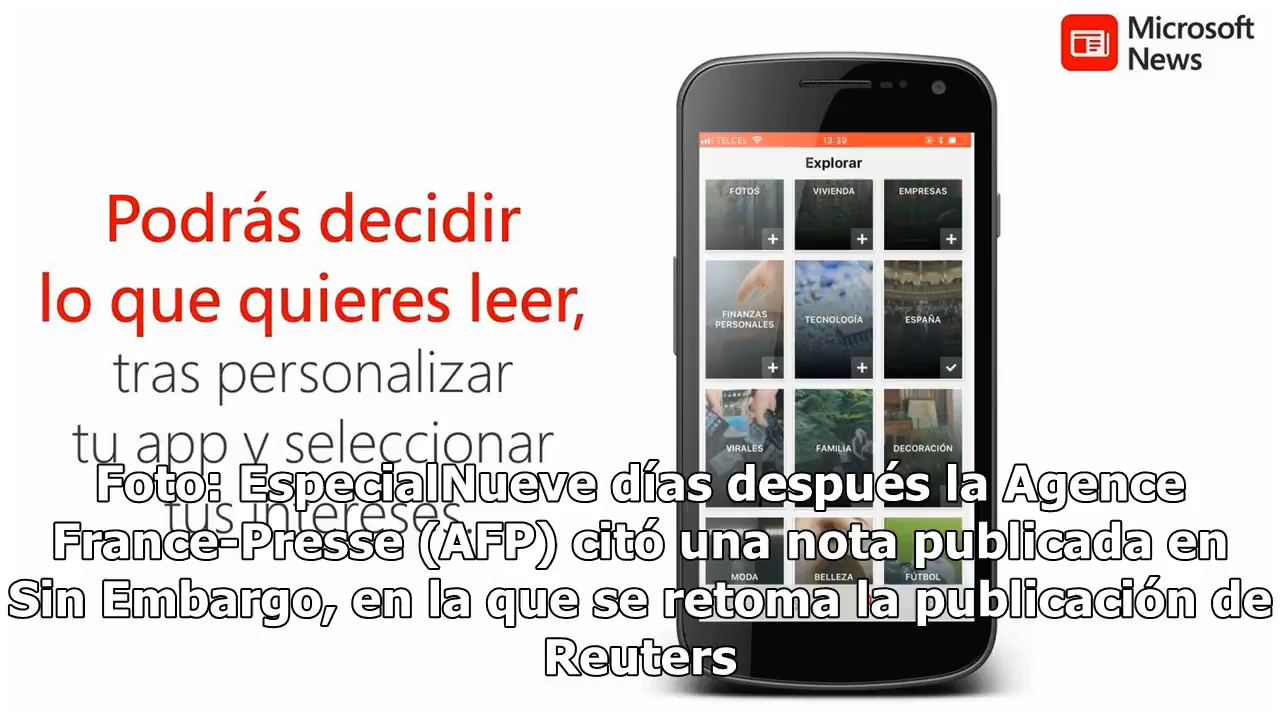 Microsoft
News
Podrás decidir
lo que quieres leer,
tras personalizar
tu app y seleccionar
tus intereses.
TELCEL
13:39
Explorar
FOTOS
VIVIENDA
EMPRESAS
FINANZAS
PERSONALES
TECNOLOGÍA
ESPAÑA
VIRALES
FAMILIA
DECORACIÓN
MODA
BELLEZA
FÚTBOL
Foto: EspecialNueve días después la Agence
France-Presse (AFP) citó una nota publicada en
Sin Embargo, en la que se retoma la publicación de
Reuters